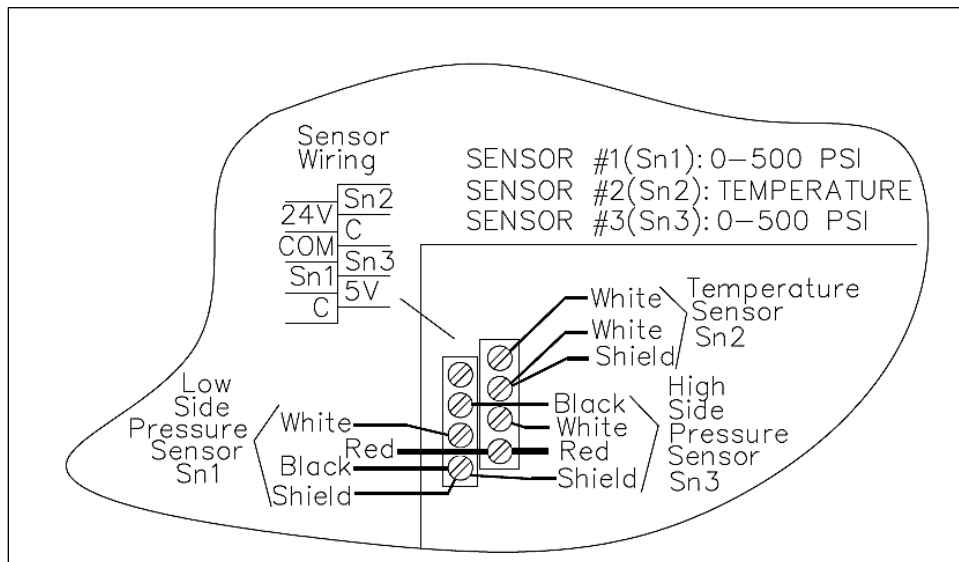 Sensor
Wiring
SENSOR #1(Sn1): 0-500 PSI
SENSOR #2(Sn2): TEMPERATURE
SENSOR #3(Sn3): 0-500 PSI
Sn2
24V
C
COM
Sn3
Sn1
5V
C
White
White
Shield
Temperature
Sensor
Sn2
Low
Side
Pressure
Sensor
Sn1
White
Red
Black
Shield
Black
White
Red
Shield
High
Side
Pressure
Sensor
Sn3